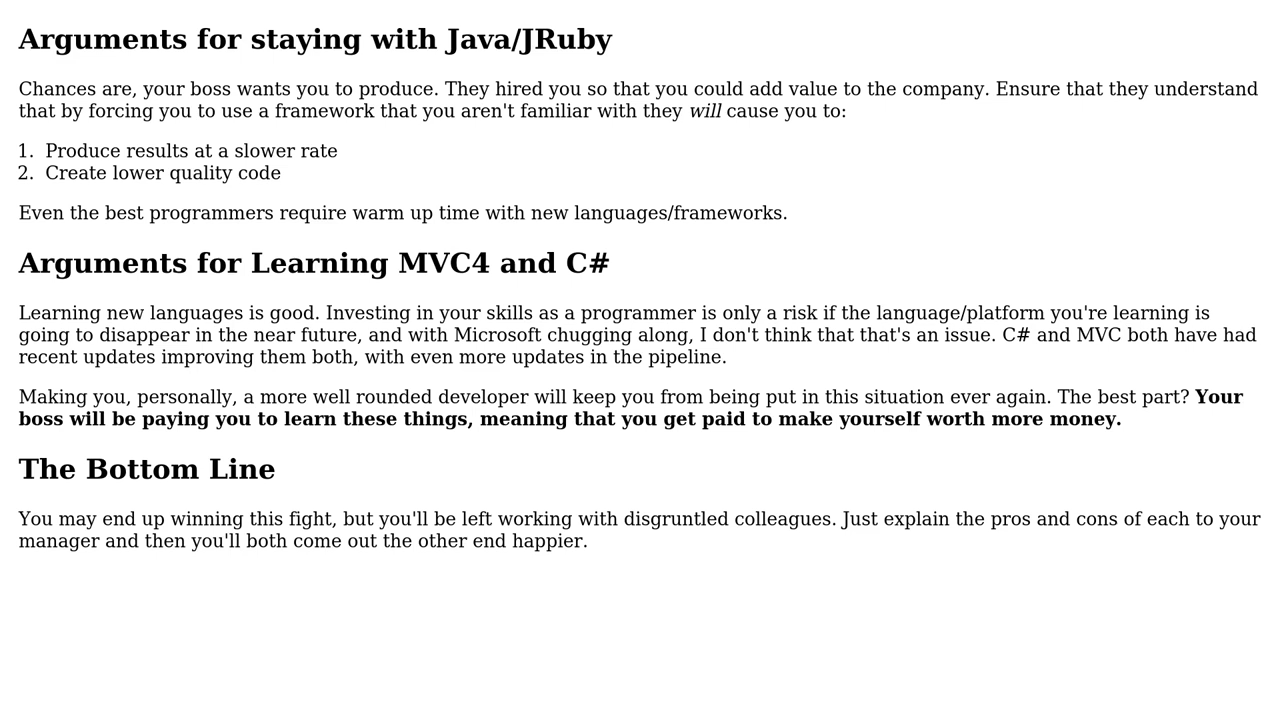 Arguments for staying with Java/JRuby
Chances are, your boss wants you to produce. They hired you so that you could add value to the company. Ensure that they understand
that by forcing you to use a framework that you aren't familiar with they will cause you to:
1. Produce results at a slower rate
2. Create lower quality code
Even the best programmers require warm up time with new languages/frameworks.
Arguments for Learning MVC4 and C#
Learning new languages is good. Investing in your skills as a programmer is only a risk if the language/platform you're learning is
going to disappear in the near future, and with Microsoft chugging along, I don't think that that's an issue. C# and MVC both have had
recent updates improving them both, with even more updates in the pipeline.
Making you, personally, a more well rounded developer will keep you from being put in this situation ever again. The best part? Your
boss will be paying you to learn these things, meaning that you get paid to make yourself worth more money.
The Bottom Line
You may end up winning this fight, but you'll be left working with disgruntled colleagues. Just explain the pros and cons of each to your
manager and then you'll both come out the other end happier.